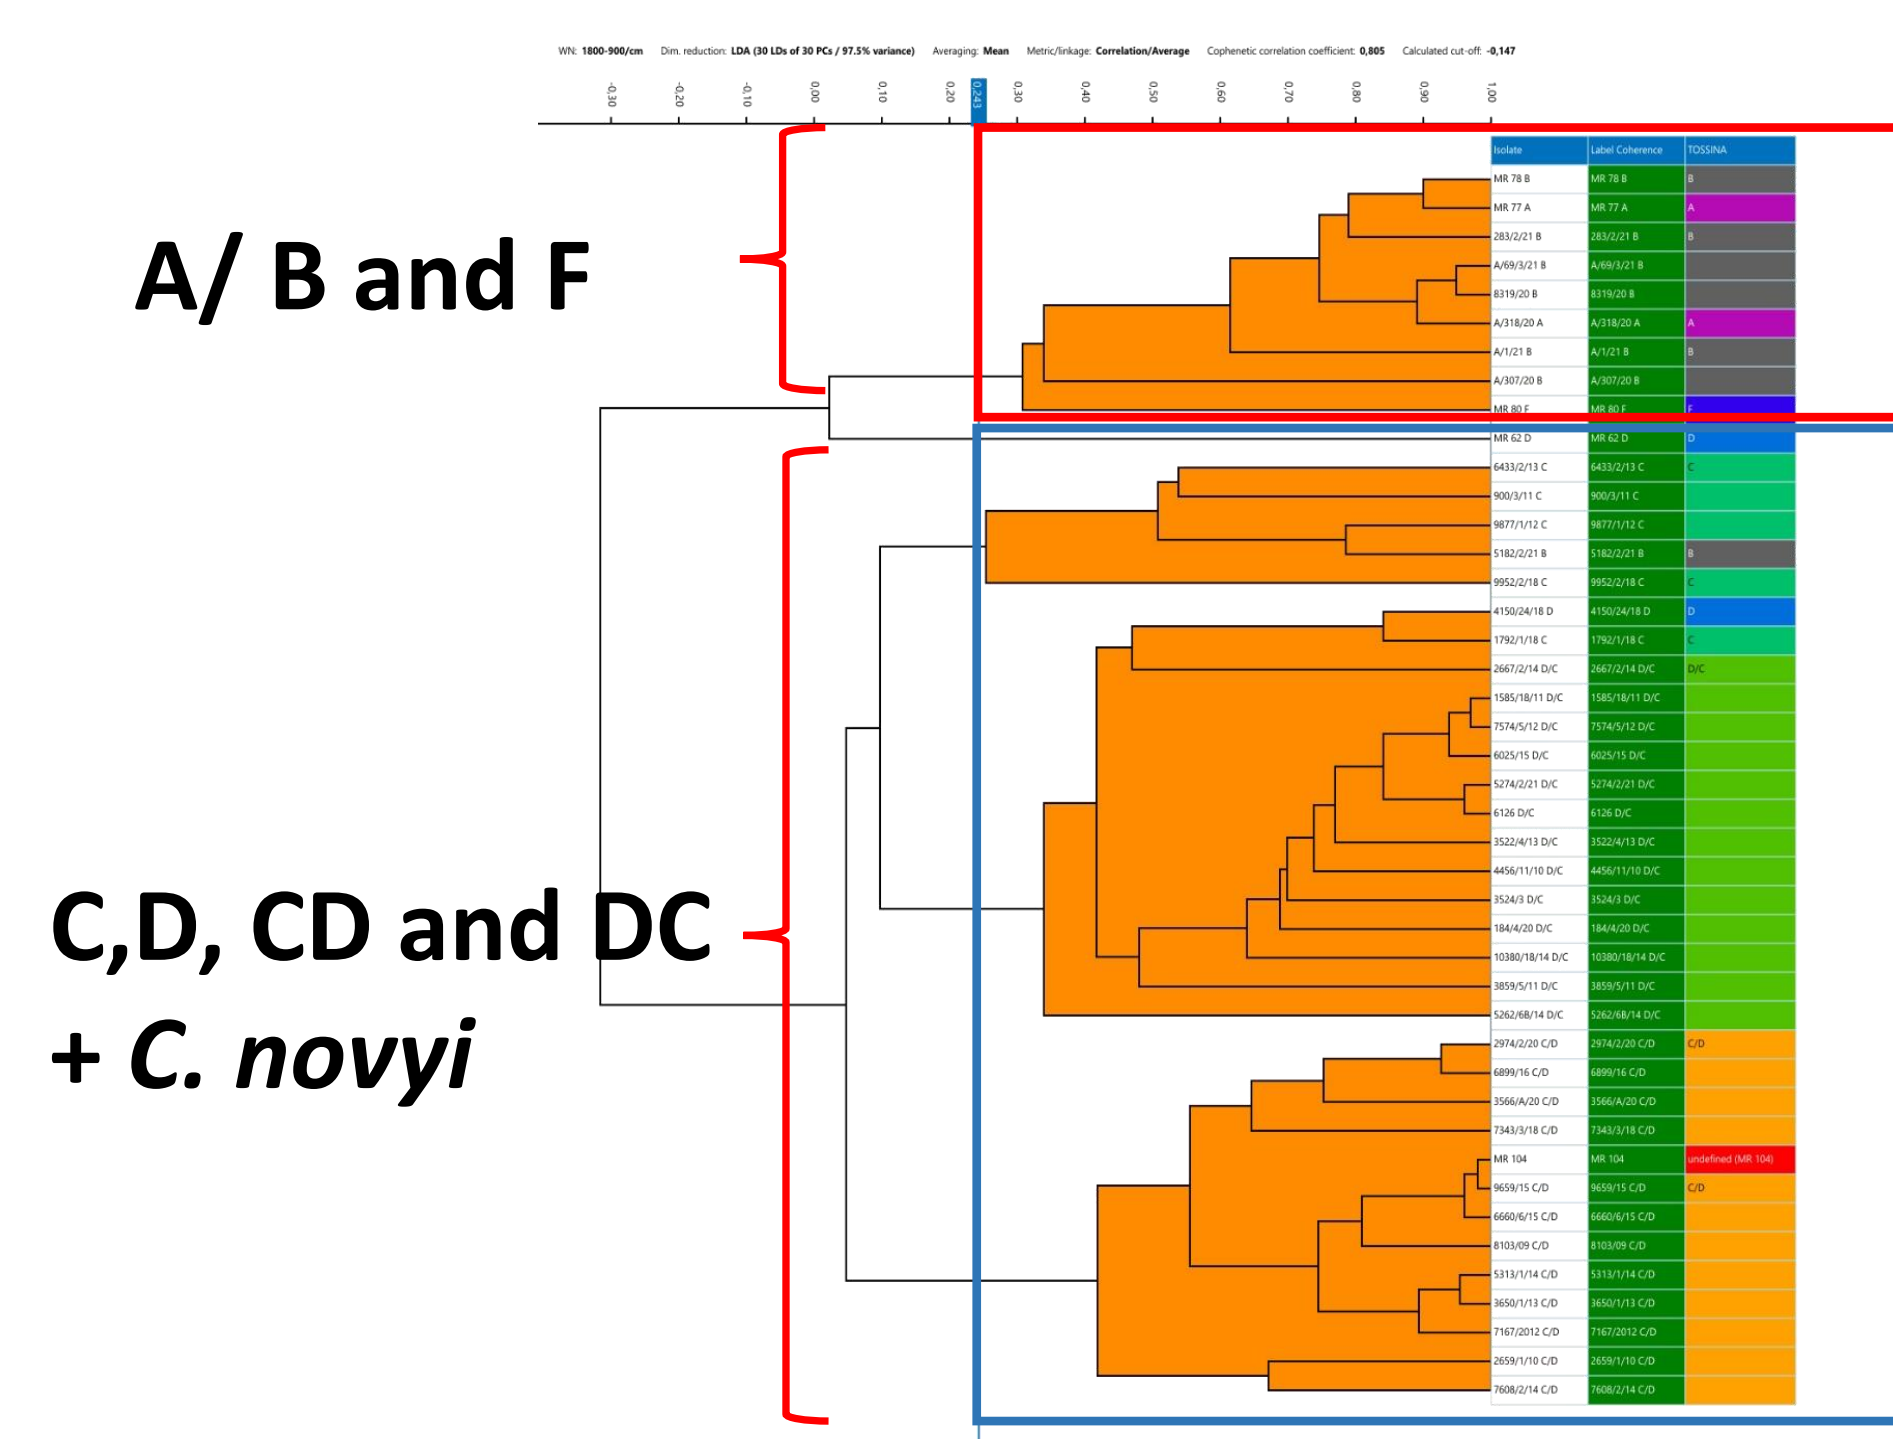 WN: 1800-900/cm Dim. reduction: LDA (30 LDs of 30 PCs / 97.5% variance) Averaging: Mean Metric/linkage: Correlation/Average Cophenetic correlation coefficient: 0,805 Calculated cut-off: -0,147
-0,30 -0,20 -0,10 0,00 0,10 0,20 0,243 0,30 0,40 0,50 0,60 0,70 0,80 0,90 1,00
Isolate Label Coherence TOSSINA
MR 78 B MR 78 B B
MR 77 A MR 77 A A
283/2/21 B 283/2/21 B B
A/69/3/21 B A/69/3/21 B
8319/20 B 8319/20 B
A/318/20 A A/318/20 A A
A/1/21 B A/1/21 B B
A/307/20 B A/307/20 B
MR 80 F MR 80 F F
A/ B and F
MR 62 D MR 62 D D
6433/2/13 C 6433/2/13 C C
900/3/11 C 900/3/11 C
9877/1/12 C 9877/1/12 C
5182/2/21 B 5182/2/21 B B
9952/2/18 C 9952/2/18 C C
4150/24/18 D 4150/24/18 D D
1792/1/18 C 1792/1/18 C C
2667/2/14 D/C 2667/2/14 D/C D/C
1585/18/11 D/C 1585/18/11 D/C
7574/5/12 D/C 7574/5/12 D/C
6025/15 D/C 6025/15 D/C
5274/2/21 D/C 5274/2/21 D/C
6126 D/C 6126 D/C
3522/4/13 D/C 3522/4/13 D/C
4456/11/10 D/C 4456/11/10 D/C
3524/3 D/C 3524/3 D/C
184/4/20 D/C 184/4/20 D/C
10380/18/14 D/C 10380/18/14 D/C
3859/5/11 D/C 3859/5/11 D/C
5262/6B/14 D/C 5262/6B/14 D/C
2974/2/20 C/D 2974/2/20 C/D C/D
6899/16 C/D 6899/16 C/D
3566/A/20 C/D 3566/A/20 C/D
7343/3/18 C/D 7343/3/18 C/D
MR 104 MR 104 undefined (MR 104)
9659/15 C/D 9659/15 C/D C/D
6660/6/15 C/D 6660/6/15 C/D
8103/09 C/D 8103/09 C/D
5313/1/14 C/D 5313/1/14 C/D
3650/1/13 C/D 3650/1/13 C/D
7167/2012 C/D 7167/2012 C/D
2659/1/10 C/D 2659/1/10 C/D
7608/2/14 C/D 7608/2/14 C/D
C,D, CD and DC
+ C. novyi